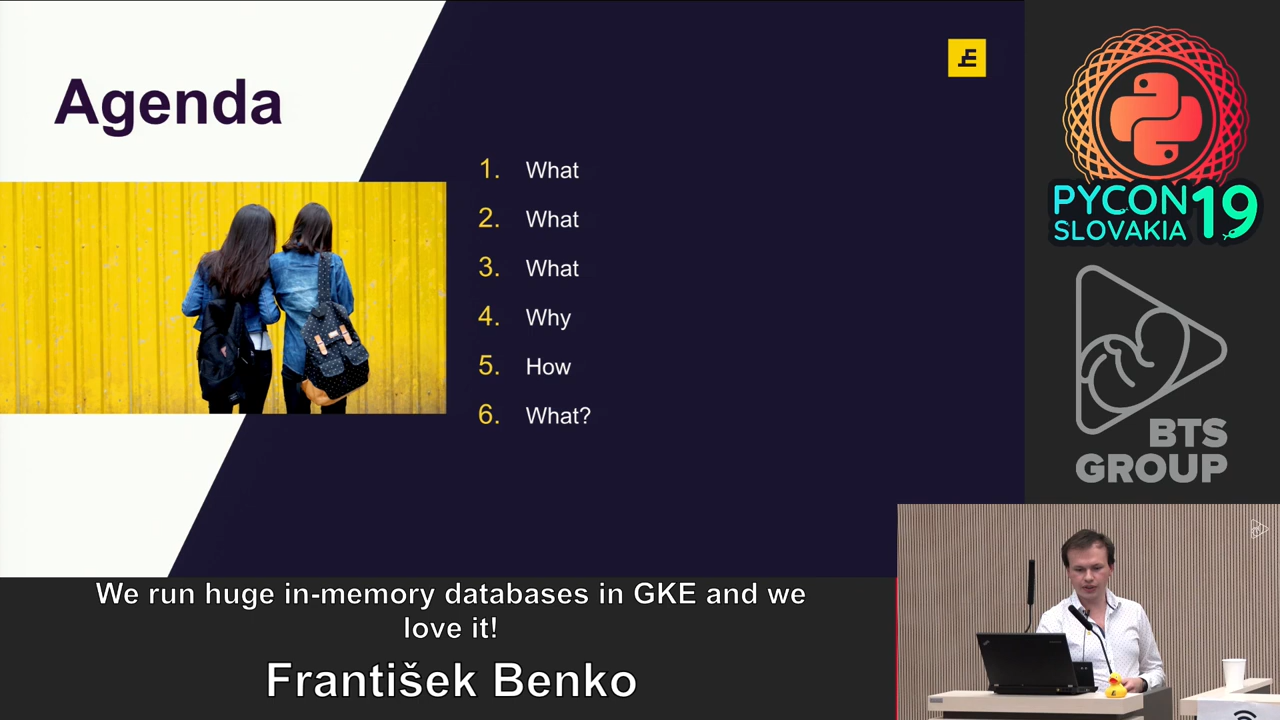 Agenda
1. What
2. What
3. What
4. Why
5. How
6. What?
PYCON 19
SLOVAKIA
BTS
GROUP
We run huge in-memory databases in GKE and we
love it!
František Benko